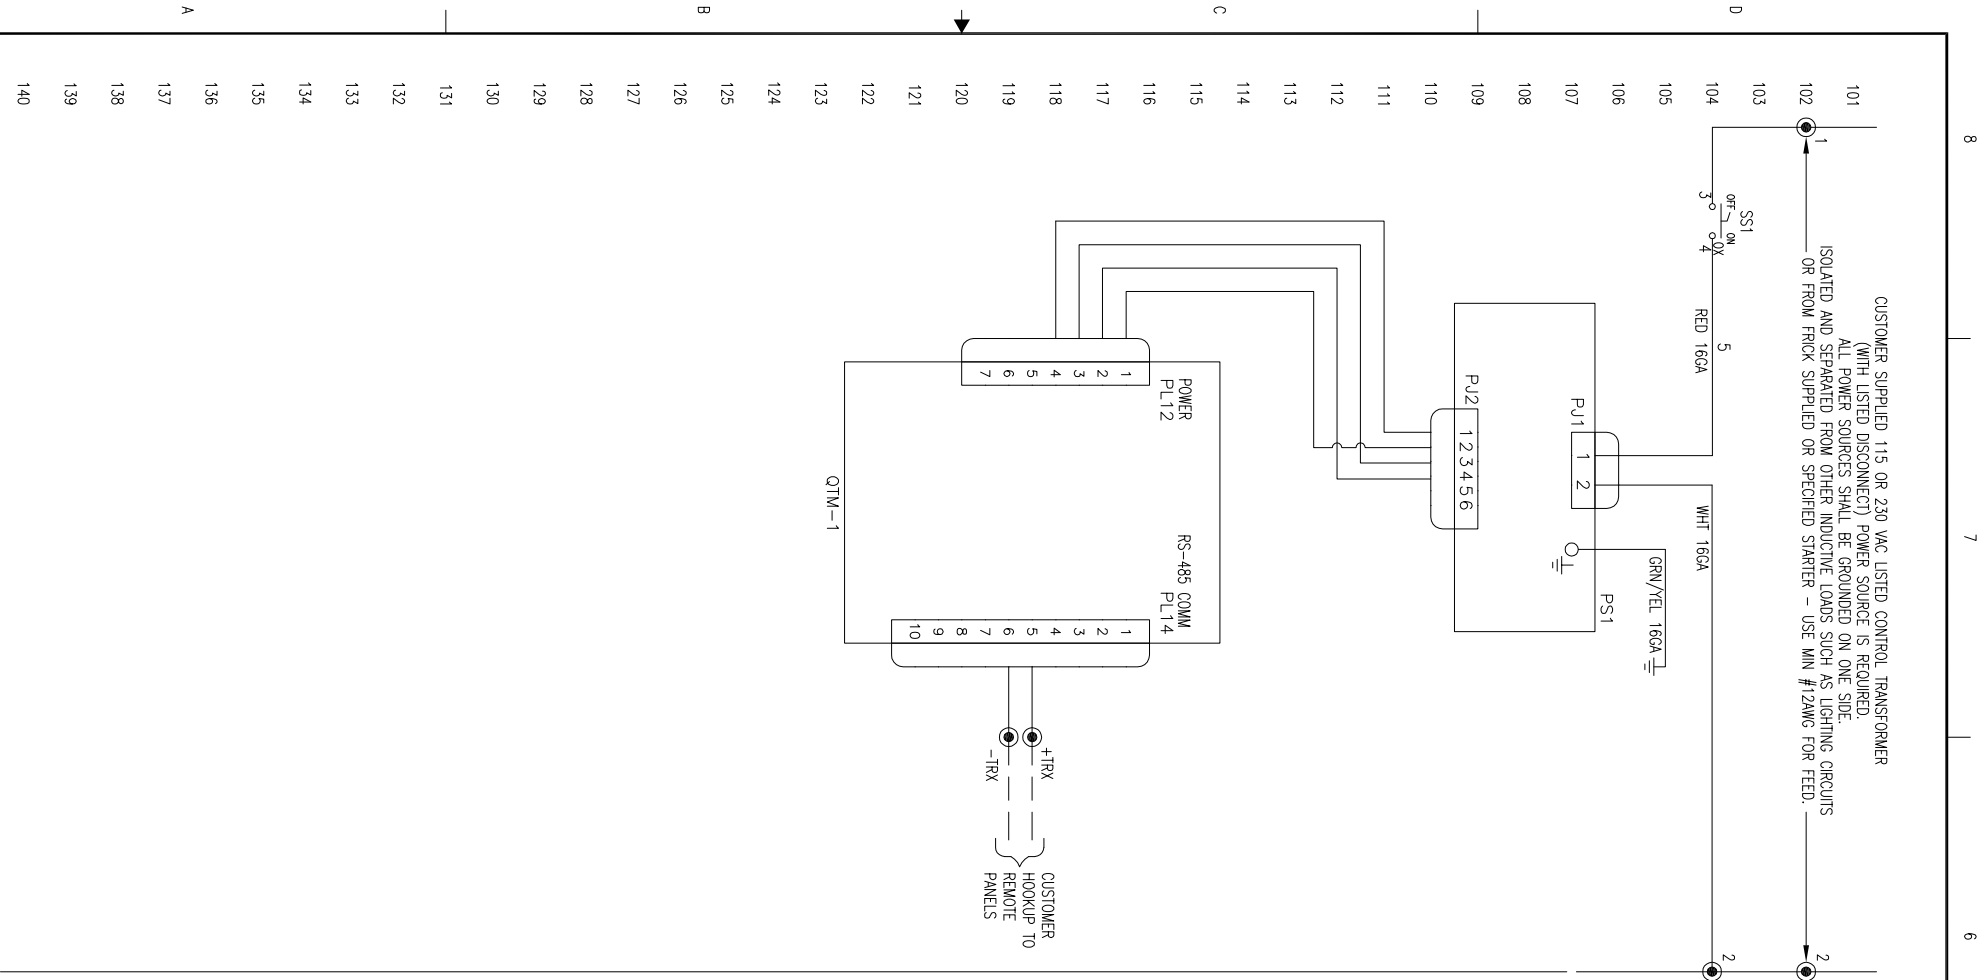 8
7
6
D
C
B
A
101
102
103
104
105
106
107
108
109
110
111
112
113
114
115
116
117
118
119
120
121
122
123
124
125
126
127
128
129
130
131
132
133
134
135
136
137
138
139
140
CUSTOMER SUPPLIED 115 OR 230 VAC LISTED CONTROL TRANSFORMER
(WITH LISTED DISCONNECT) POWER SOURCE IS REQUIRED.
ALL POWER SOURCES SHALL BE GROUNDED ON ONE SIDE.
ISOLATED AND SEPARATED FROM OTHER INDUCTIVE LOADS SUCH AS LIGHTING CIRCUITS
OR FROM FRICK SUPPLIED OR SPECIFIED STARTER - USE MIN #12AWG FOR FEED.
1
2
SS1
OFF ON
OX
3
4
5
RED 16GA
WHT 16GA
2
GRN/YEL 16GA
PS1
PJ1
1 2
PJ2
1 2 3 4 5 6
POWER
PL12
1
2
3
4
5
6
7
RS-485 COMM
PL14
1
2
3
4
5
6
7
8
9
10
QTM-1
+TRX
-TRX
CUSTOMER
HOOKUP TO
REMOTE
PANELS